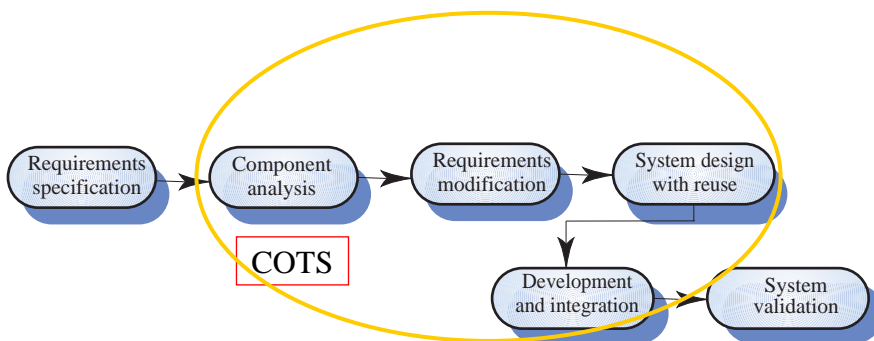 Requirements
specification
Component
analysis
Requirements
modification
System design
with reuse
COTS
Development
and integration
System
validation